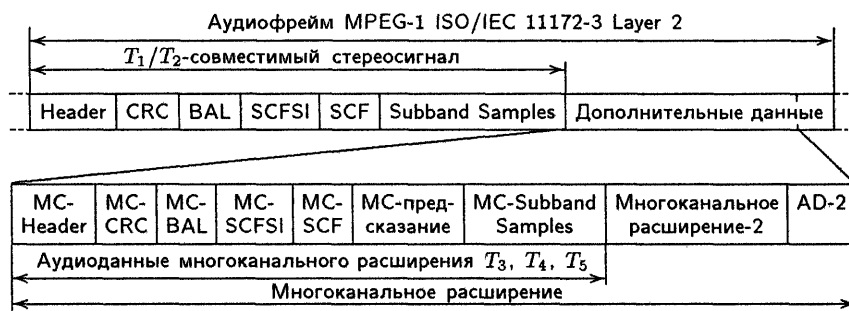 Аудиофрейм MPEG-1 ISO/IEC 11172-3 Layer 2
T1/T2-совместимый стереосигнал
Header CRC BAL SCFSI SCF Subband Samples Дополнительные данные
MC- MC- MC- MC- MC- MC-пред- MC-Subband Многоканальное AD-2
Header CRC BAL SCFSI SCF сказание Samples расширение-2
Аудиоданные многоканального расширения T3, T4, T5
Многоканальное расширение